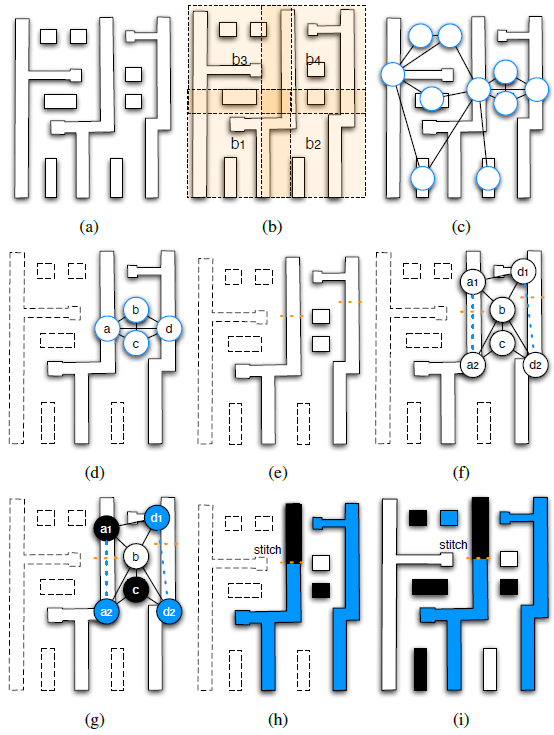 b3 b4
b1 b2
(a) (b) (c)
b
a d
c
(d) (e)
a1 d1
b
c
a2 d2
(f)
a1 d1
b
c
a2 d2
(g)
stitch
(h)
stitch
(i)